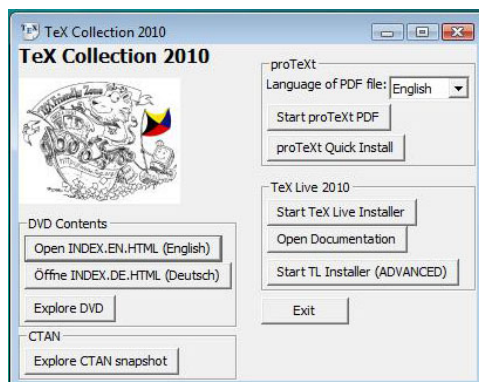 TeX Collection 2010
TeX Collection 2010
DVD Contents
Open INDEX.EN.HTML (English)
Öffne INDEX.DE.HTML (Deutsch)
Explore DVD
CTAN
Explore CTAN snapshot
proTeXt
Language of PDF file: English
Start proTeXt PDF
proTeXt Quick Install
TeX Live 2010
Start TeX Live Installer
Open Documentation
Start TL Installer (ADVANCED)
Exit